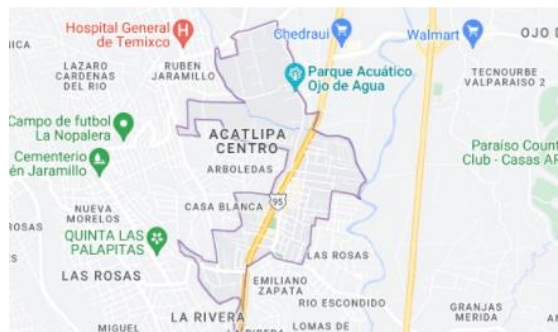 Hospital General
de Temixco
Chedraui
Walmart
OJO D
LAZARO
CARDENAS
DEL RIO
RUBEN
JARAMILLO
Parque Acuático
Ojo de Agua
TECNOURBE
VALPARAISO 2
Campo de futbol
La Nopalera
ACATLIPA
CENTRO
Cementerio
én Jaramillo
ARBOLEDAS
Paraíso Count
Club - Casas AR
NUEVA
MORELOS
CASA BLANCA
95
ROSAS
QUINTA LAS
PALAPITAS
LAS ROSAS
LAS ROSAS
EMILIANO
ZAPATA
RIO ESCONDIDO
LA RIVERA
GRANJAS
MERIDA
MIGUEL
LOMAS DE